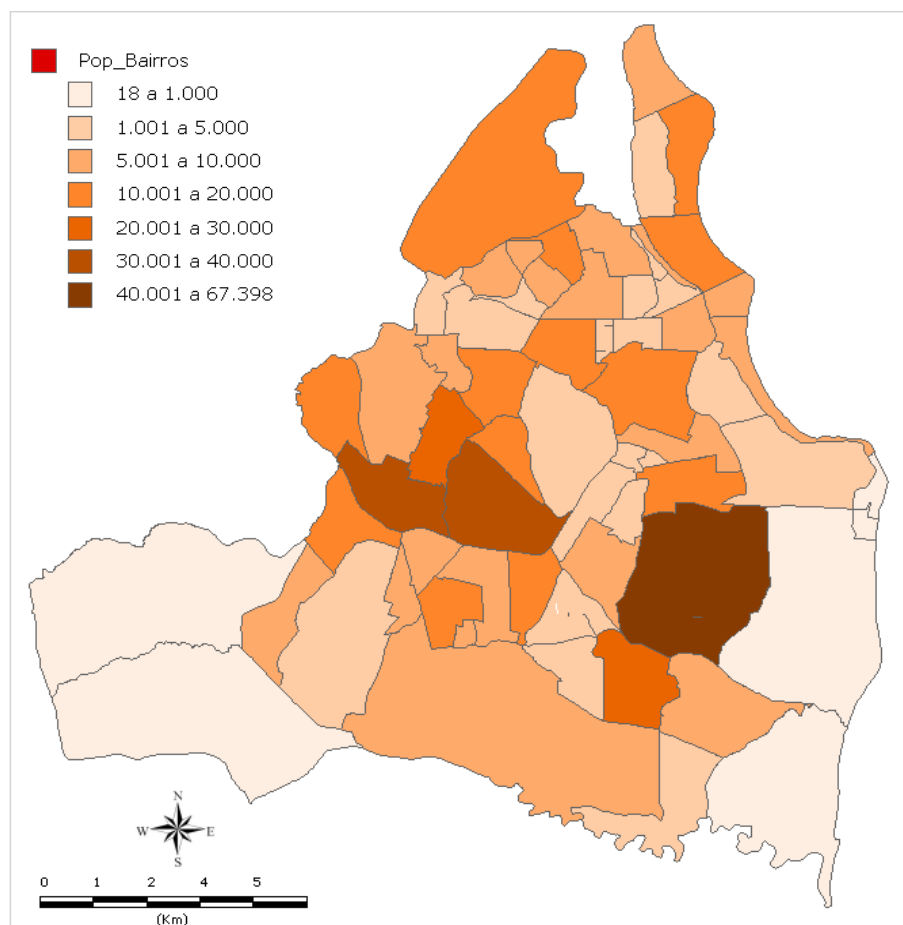 Pop_Bairros
18 a 1.000
1.001 a 5.000
5.001 a 10.000
10.001 a 20.000
20.001 a 30.000
30.001 a 40.000
40.001 a 67.398
N
W E
S
0 1 2 4 5
(Km)